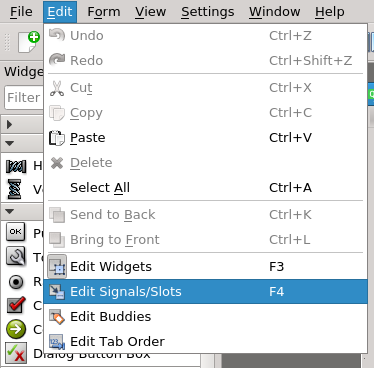 File Edit Form View Settings Window Help
Undo Ctrl+Z
Redo Ctrl+Shift+Z
Widge
Cut Ctrl+X
Filter
Copy Ctrl+C
Paste Ctrl+V
Delete
Select All Ctrl+A
Send to Back Ctrl+K
OK
Bring to Front Ctrl+L
Edit Widgets F3
Edit Signals/Slots F4
Edit Buddies
Edit Tab Order
Dialog Button Box